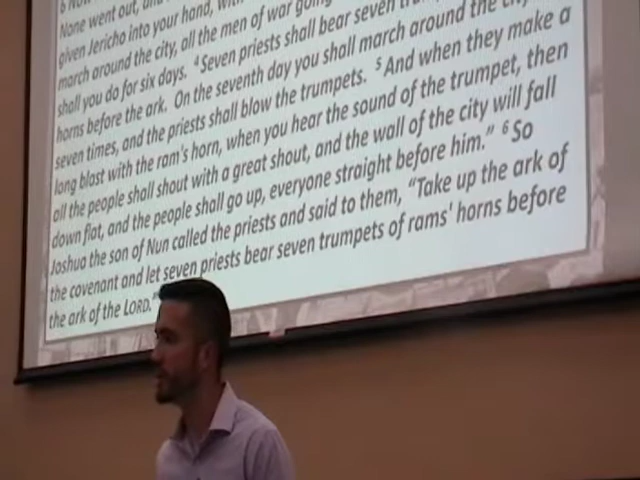 6 Now
None went out, and
given Jericho into your hand, with
march around the city, all the men of war going
shall you do for six days. 4 Seven priests shall bear seven
horns before the ark. On the seventh day you shall march around the city
seven times, and the priests shall blow the trumpets. 5 And when they make a
long blast with the ram's horn, when you hear the sound of the trumpet, then
all the people shall shout with a great shout, and the wall of the city will fall
down flat, and the people shall go up, everyone straight before him.” 6 So
Joshua the son of Nun called the priests and said to them, “Take up the ark of
the covenant and let seven priests bear seven trumpets of rams' horns before
the ark of the LORD.”